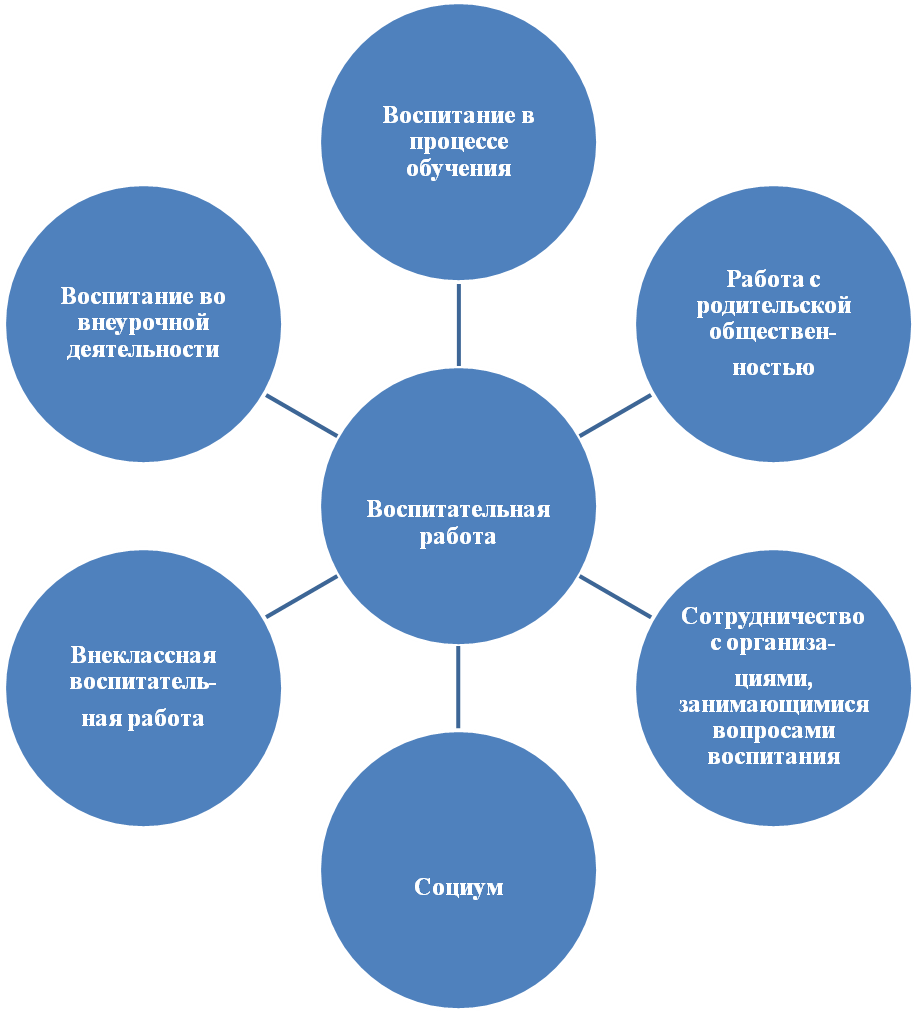 Воспитание в
процессе
обучения
Воспитание во
внеурочной
деятельности
Работа с
родительской
обществен-
ностью
Воспитательная
работа
Внеклассная
воспитатель-
ная работа
Сотрудничество
с организа-
циями,
занимающимися
вопросами
воспитания
Социум